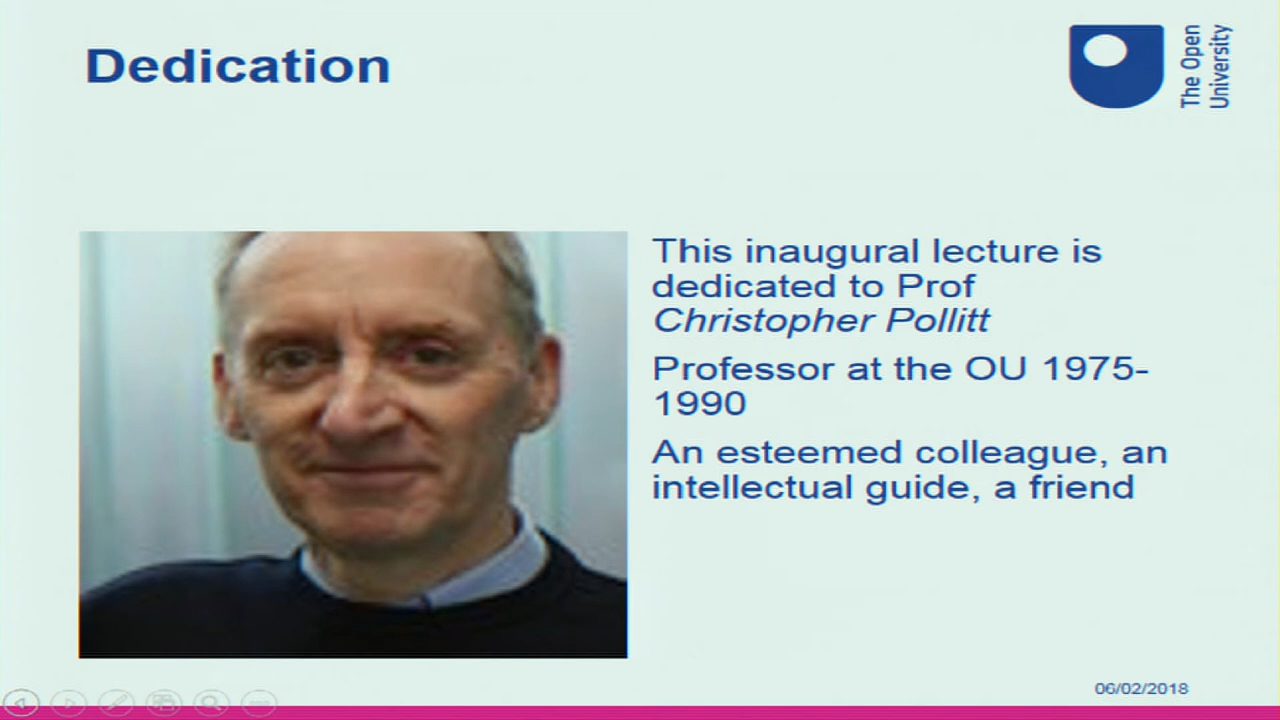 Dedication
The Open
University
This inaugural lecture is
dedicated to Prof
Christopher Pollitt
Professor at the OU 1975-
1990
An esteemed colleague, an
intellectual guide, a friend
06/02/2018